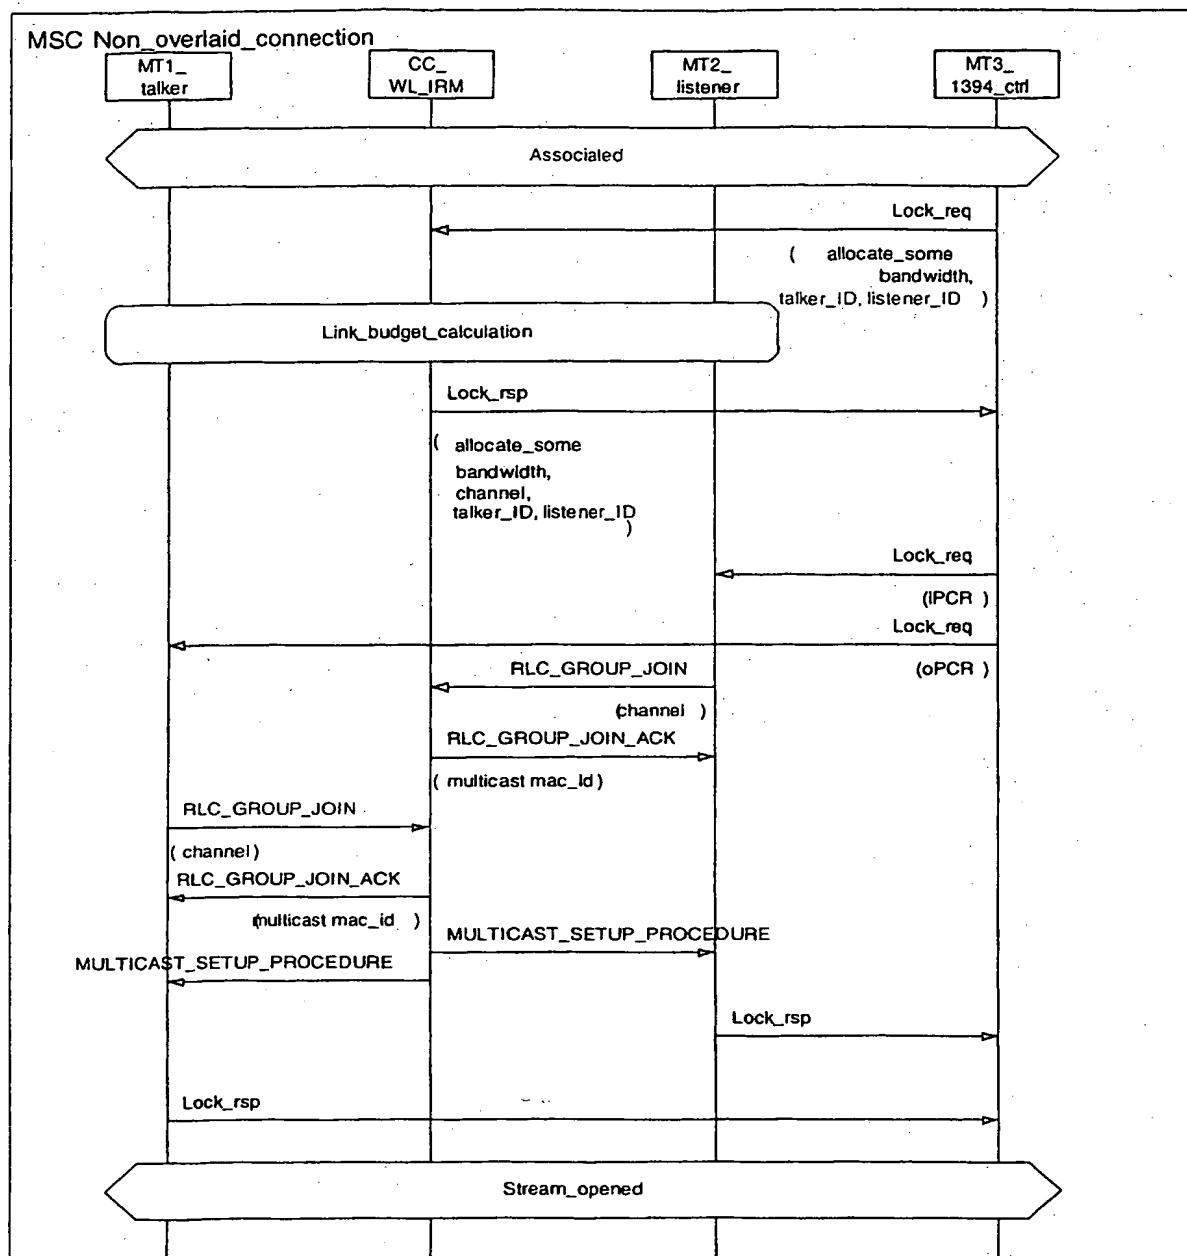 MSC Non_overlaid_connection
MT1_
talker
CC_
WL_IRM
MT2_
listener
MT3_
1394_ctrl
Associated
Lock_req
( allocate_some
bandwidth,
talker_ID, listener_ID )
Link_budget_calculation
Lock_rsp
( allocate_some
bandwidth,
channel,
talker_ID, listener_ID
)
Lock_req
(iPCR )
Lock_req
(oPCR )
RLC_GROUP_JOIN
(channel )
RLC_GROUP_JOIN_ACK
( multicast mac_id )
RLC_GROUP_JOIN
( channel )
RLC_GROUP_JOIN_ACK
(multicast mac_id )
MULTICAST_SETUP_PROCEDURE
MULTICAST_SETUP_PROCEDURE
Lock_rsp
Lock_rsp
Stream_opened